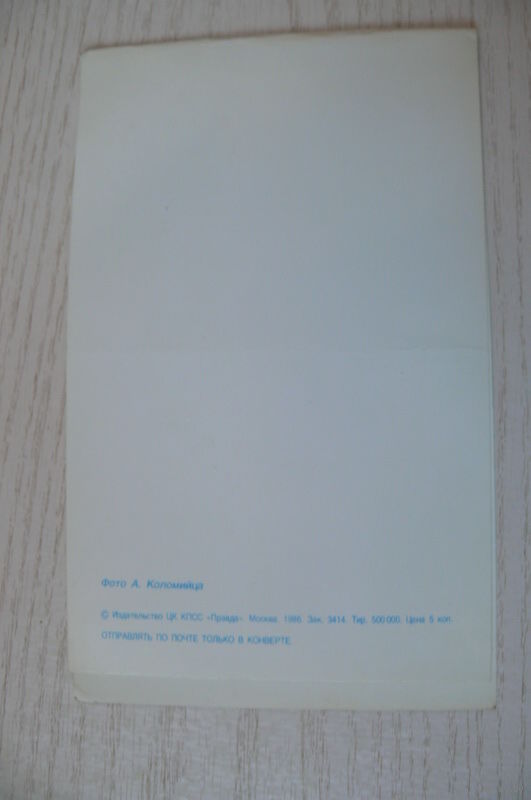 Фото А. Коломийца
© Издательство ЦК КПСС «Правда». Москва. 1986. Зак. 3414. Тир. 500 000. Цена 5 коп.
ОТПРАВЛЯТЬ ПО ПОЧТЕ ТОЛЬКО В КОНВЕРТЕ